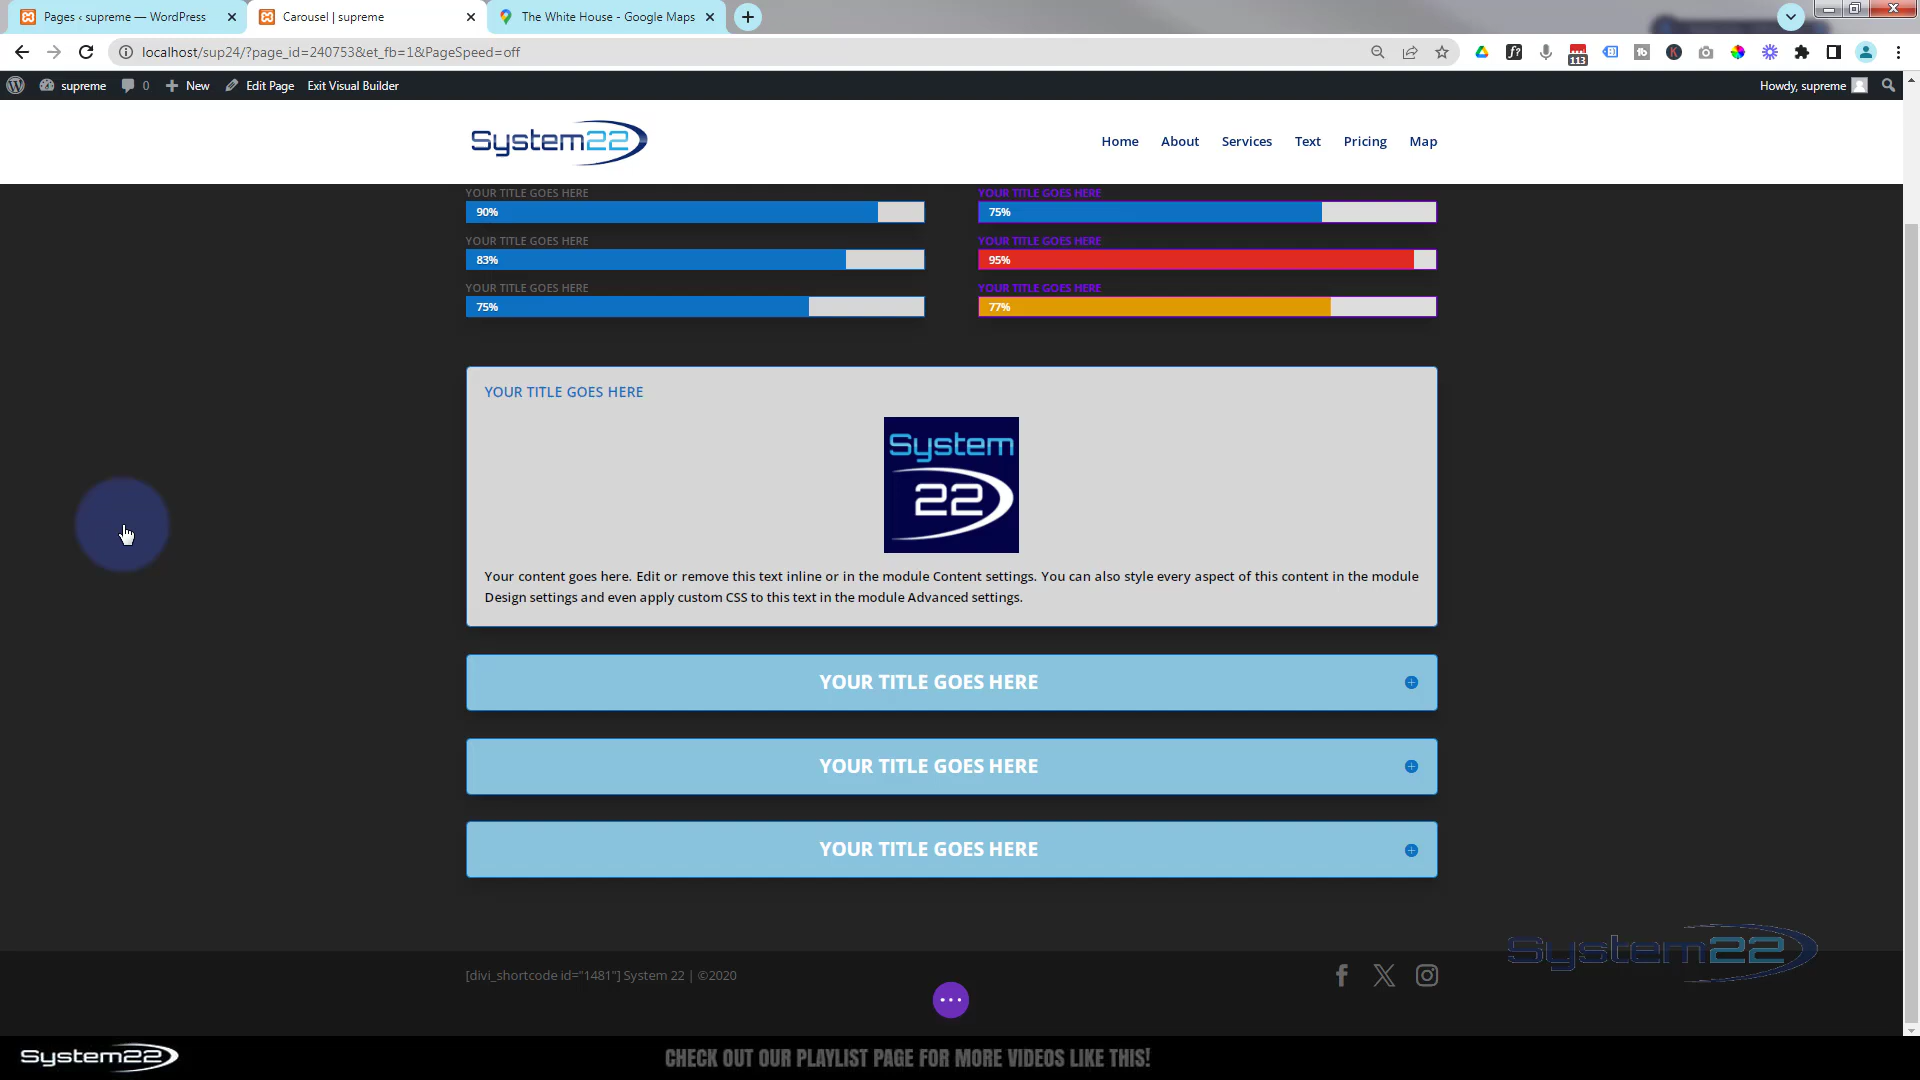 Pages ‹ supreme — WordPress
Carousel | supreme
The White House - Google Maps
localhost/sup24/?page_id=240753&et_fb=1&PageSpeed=off
113
supreme
0
New
Edit Page
Exit Visual Builder
Howdy, supreme
System22
Home
About
Services
Text
Pricing
Map
YOUR TITLE GOES HERE
90%
YOUR TITLE GOES HERE
83%
YOUR TITLE GOES HERE
75%
YOUR TITLE GOES HERE
75%
YOUR TITLE GOES HERE
95%
YOUR TITLE GOES HERE
77%
YOUR TITLE GOES HERE
System
22
Your content goes here. Edit or remove this text inline or in the module Content settings. You can also style every aspect of this content in the module
Design settings and even apply custom CSS to this text in the module Advanced settings.
YOUR TITLE GOES HERE
YOUR TITLE GOES HERE
YOUR TITLE GOES HERE
System22
[divi_shortcode id="1481"] System 22 | ©2020
System22
CHECK OUT OUR PLAYLIST PAGE FOR MORE VIDEOS LIKE THIS!